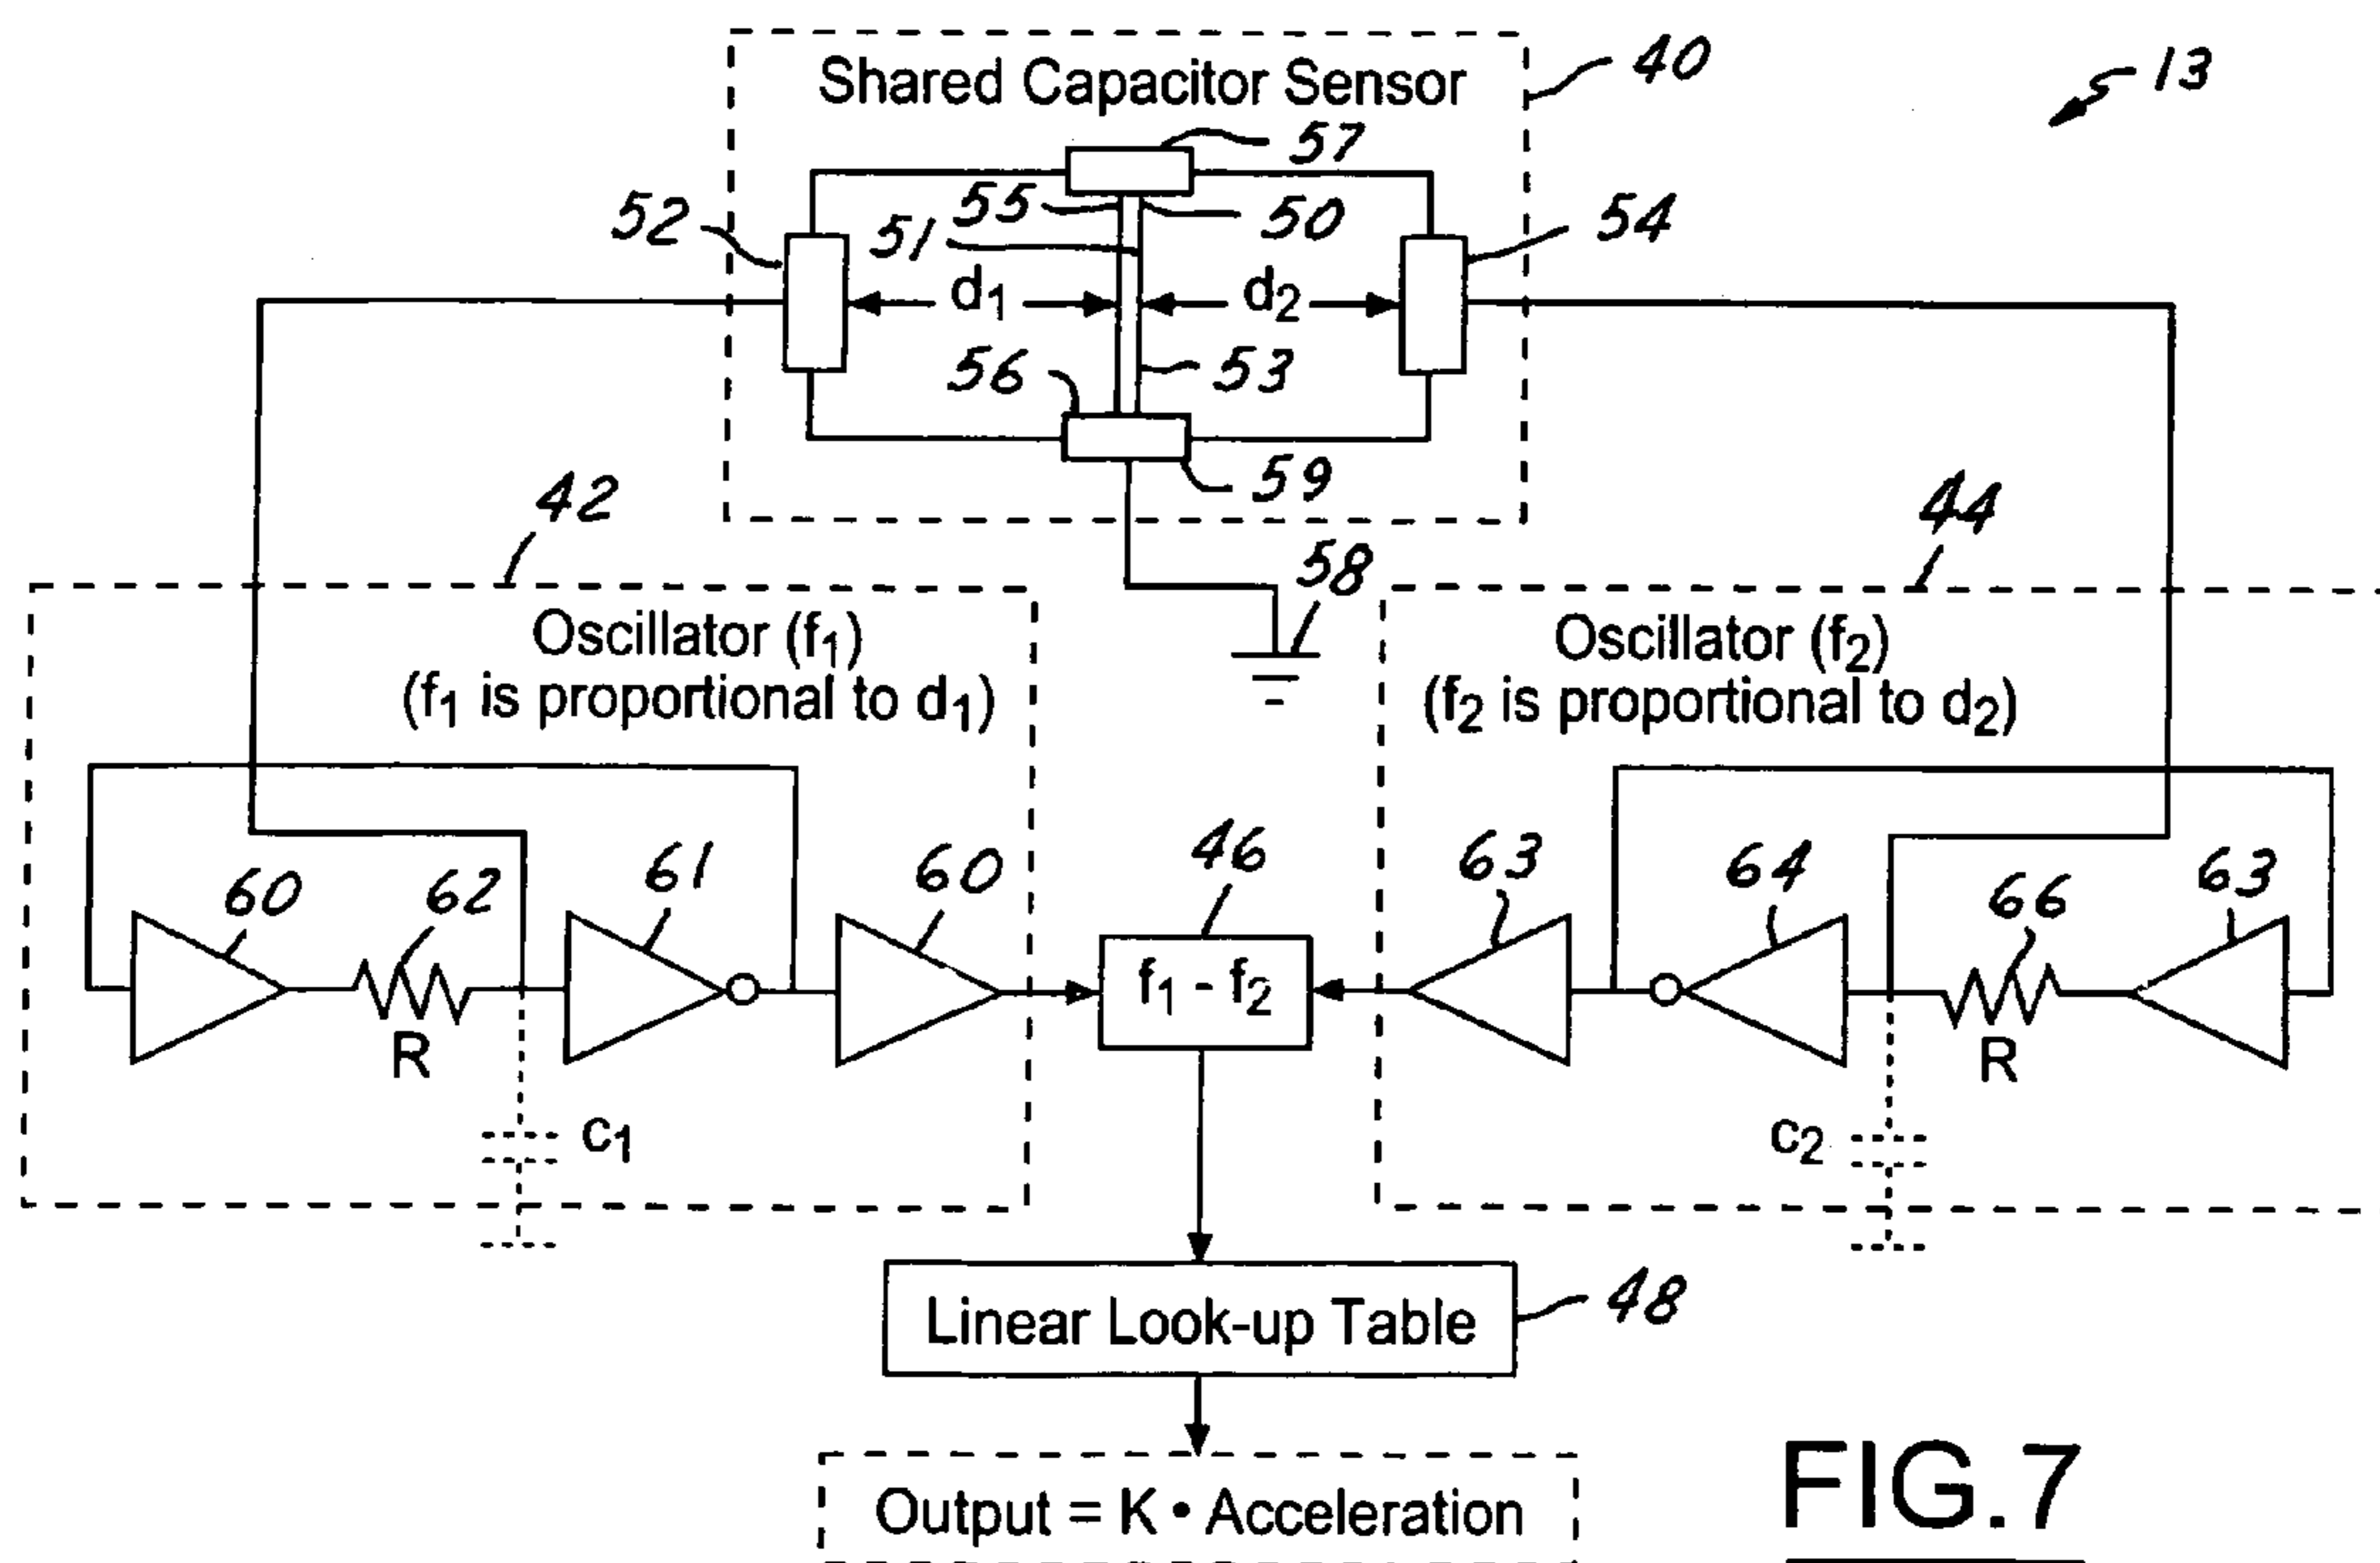 Shared Capacitor Sensor
40
13
57
52
55
50
54
51
d1
d2
56
53
59
42
44
58
Oscillator (f1)
(f1 is proportional to d1)
Oscillator (f2)
(f2 is proportional to d2)
60
62
61
60
46
63
64
66
63
f1 - f2
R
R
c1
c2
Linear Look-up Table
48
Output = K • Acceleration
FIG.7